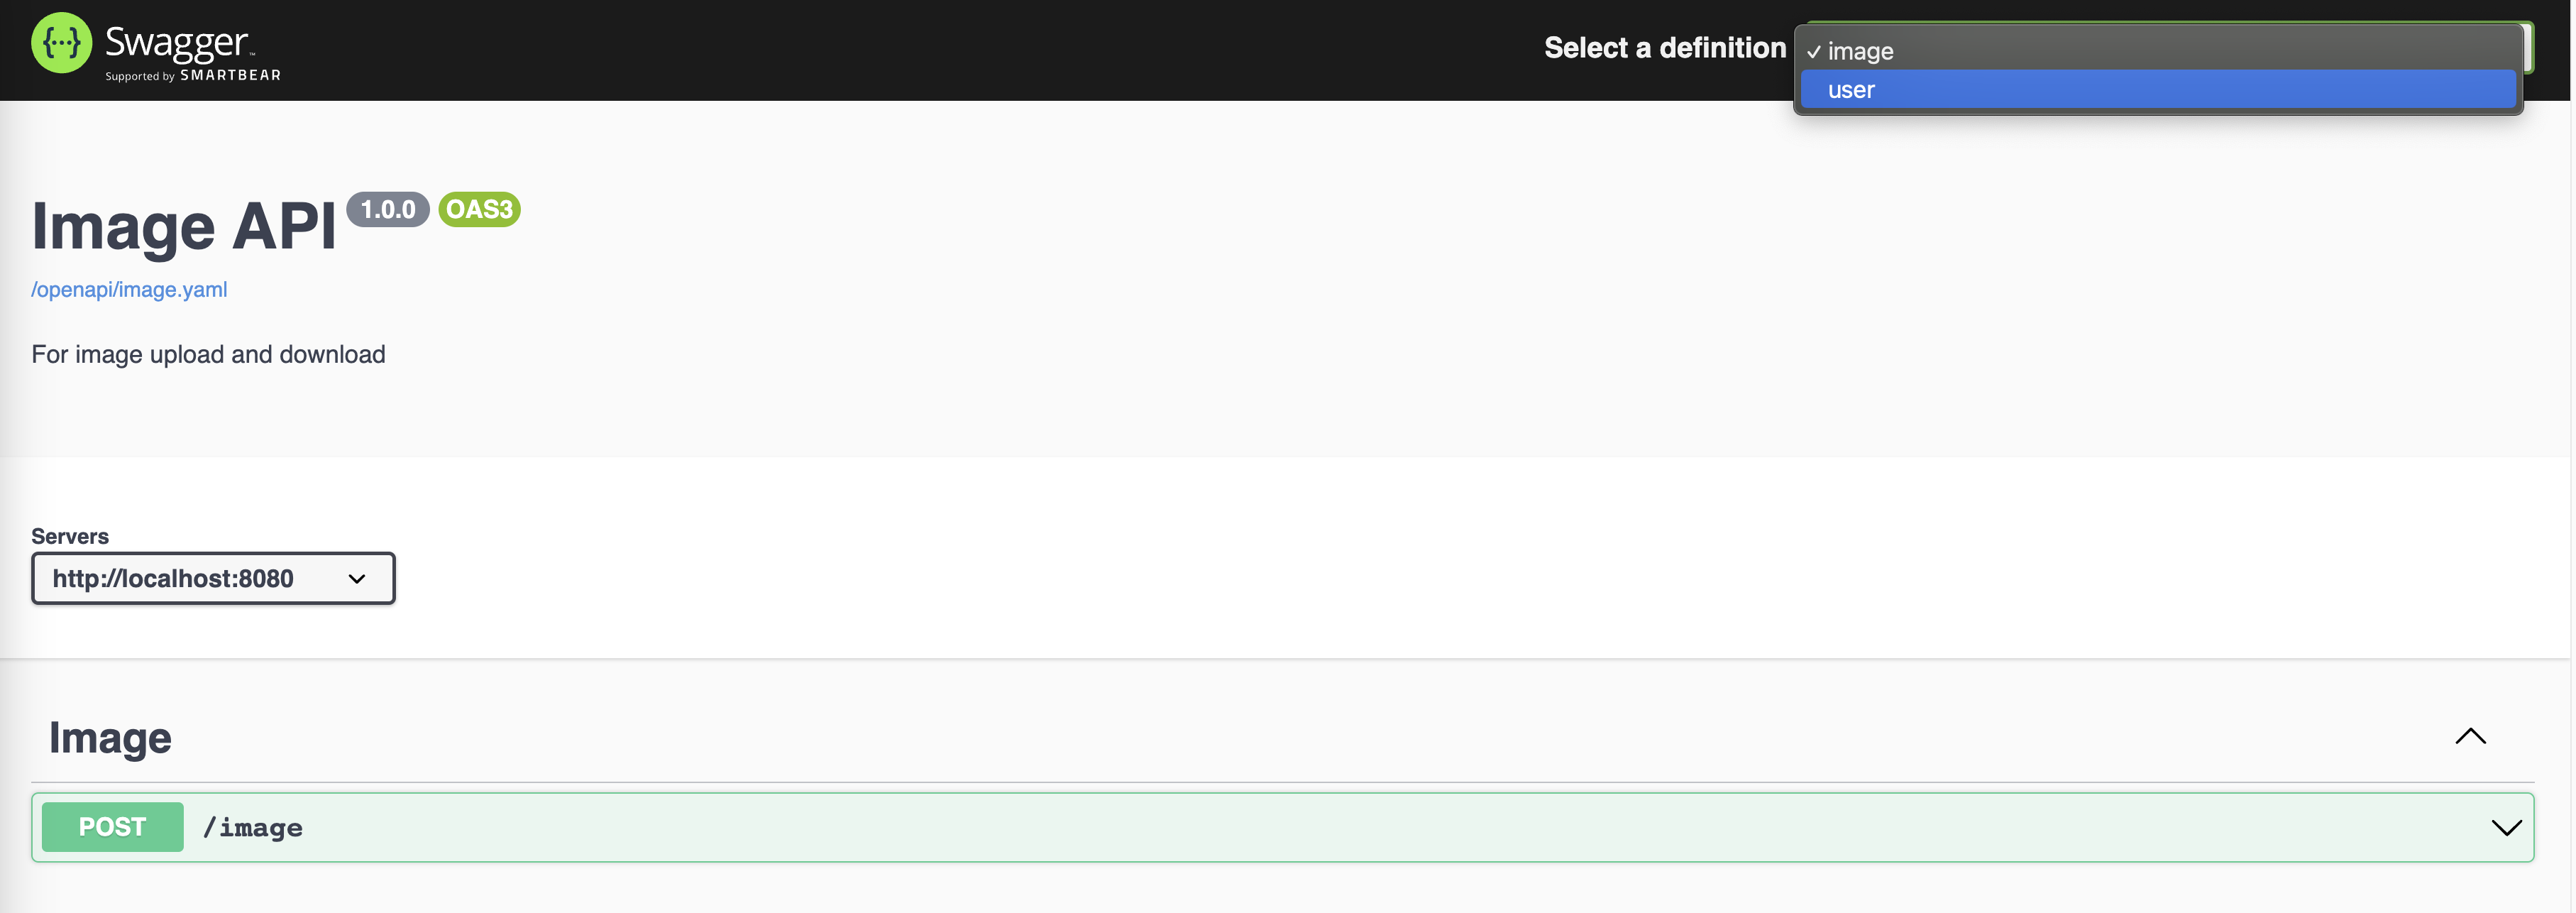 Swagger™
Supported by SMARTBEAR
Select a definition
✓ image
user
Image API 1.0.0 OAS3
/openapi/image.yaml
For image upload and download
Servers
http://localhost:8080
Image
POST /image